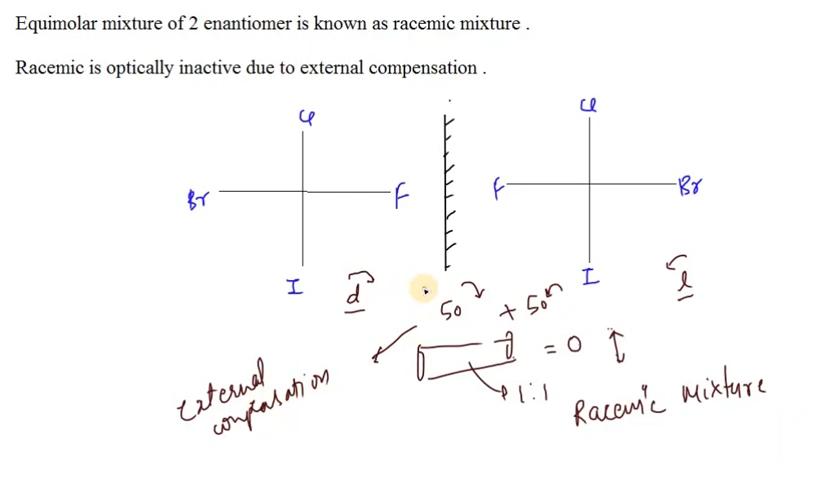 Equimolar mixture of 2 enantiomer is known as racemic mixture .
Racemic is optically inactive due to external compensation .
Cl
Cl
Br
F
F
Br
I
d
I
l
50 + 50
= 0
1:1
External
compasation
Racemic Mixture